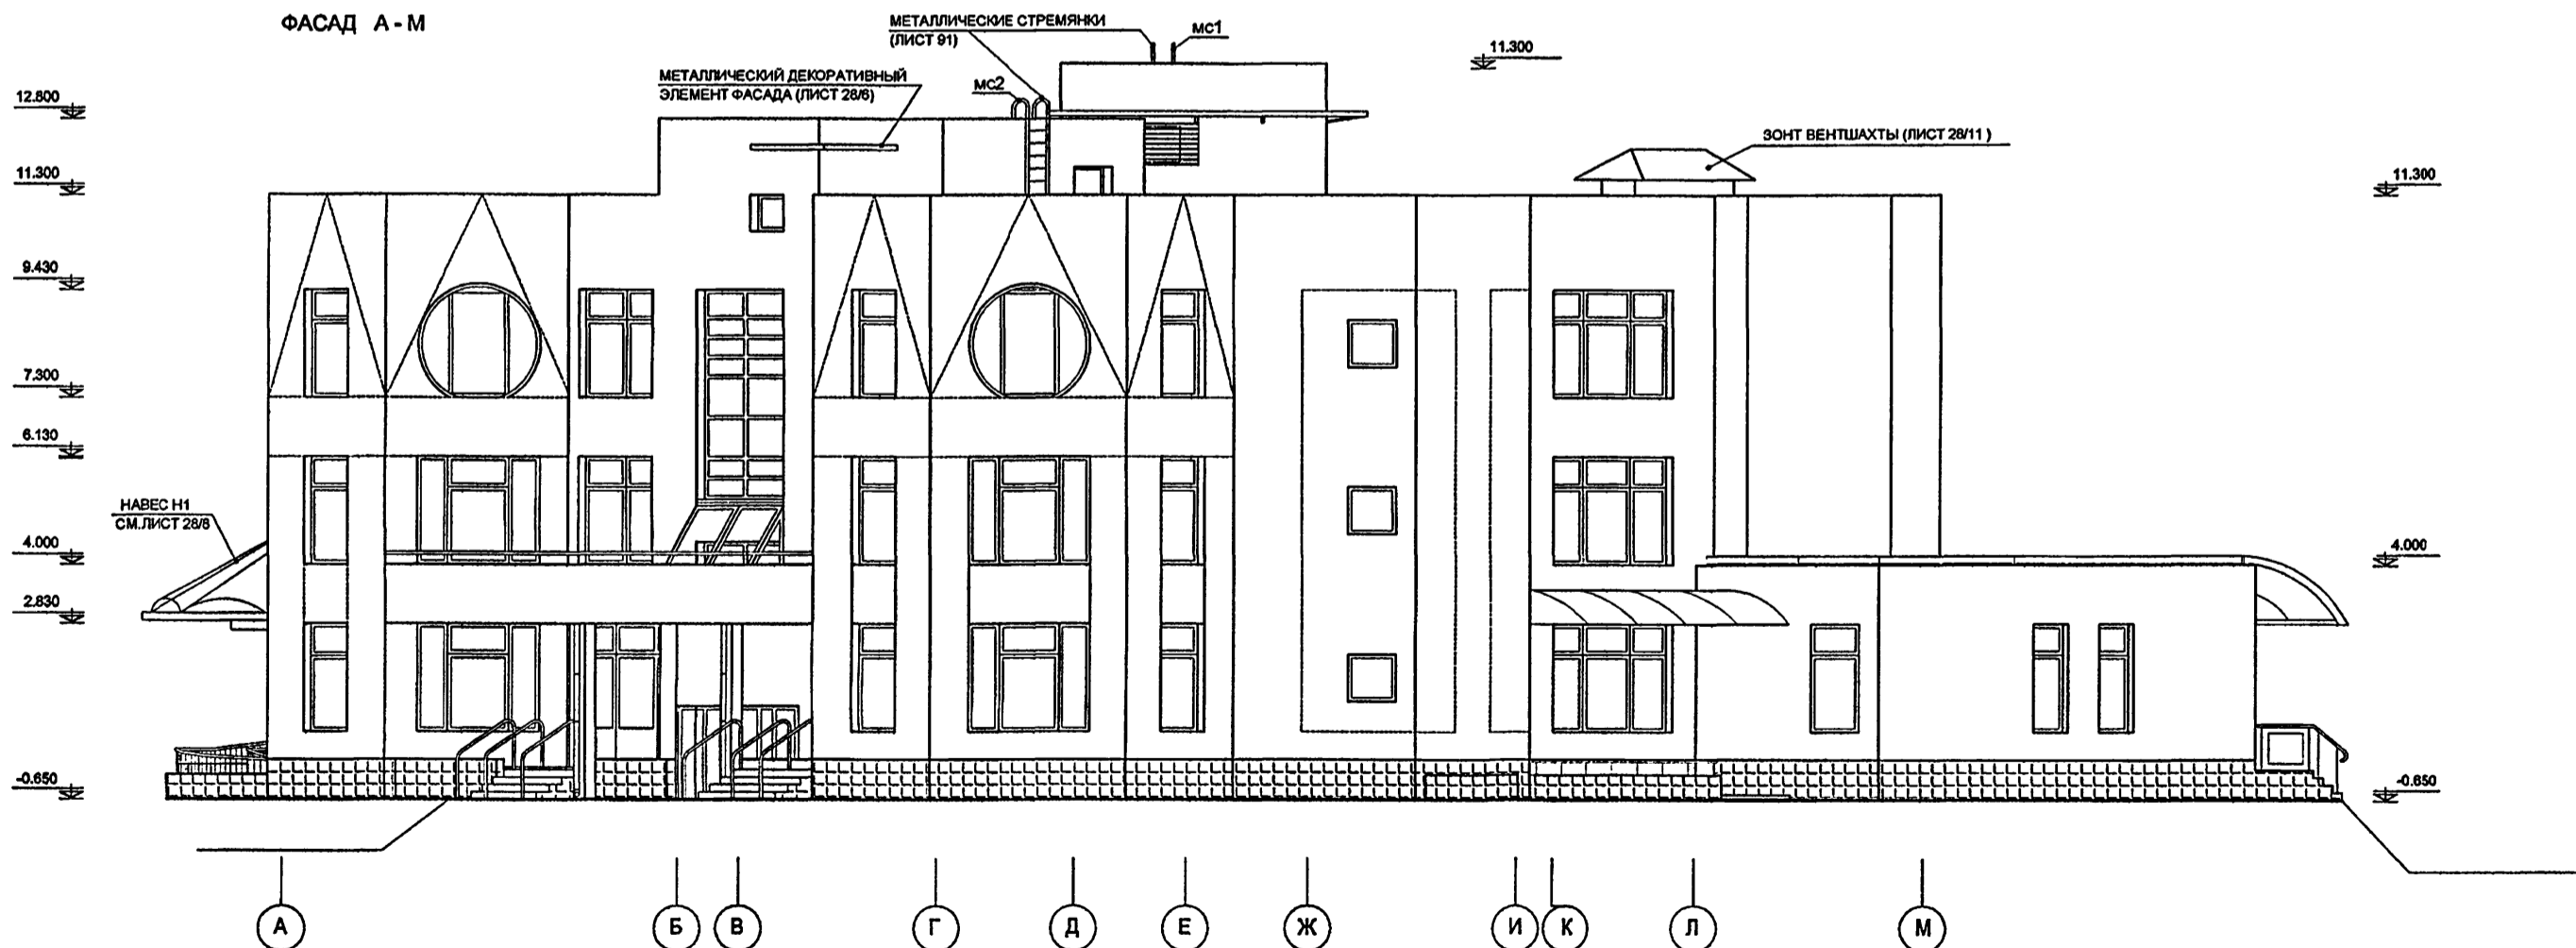 ФАСАД А - М
МЕТАЛЛИЧЕСКИЕ СТРЕМЯНКИ
(ЛИСТ 91)
мс1
11.300
МЕТАЛЛИЧЕСКИЙ ДЕКОРАТИВНЫЙ
ЭЛЕМЕНТ ФАСАДА (ЛИСТ 28/6)
мс2
12.800
ЗОНТ ВЕНТШАХТЫ (ЛИСТ 28/11 )
11.300
11.300
9.430
7.300
6.130
НАВЕС Н1
СМ.ЛИСТ 28/8
4.000
4.000
2.830
-0.650
-0.650
А Б В Г Д Е Ж И К Л М